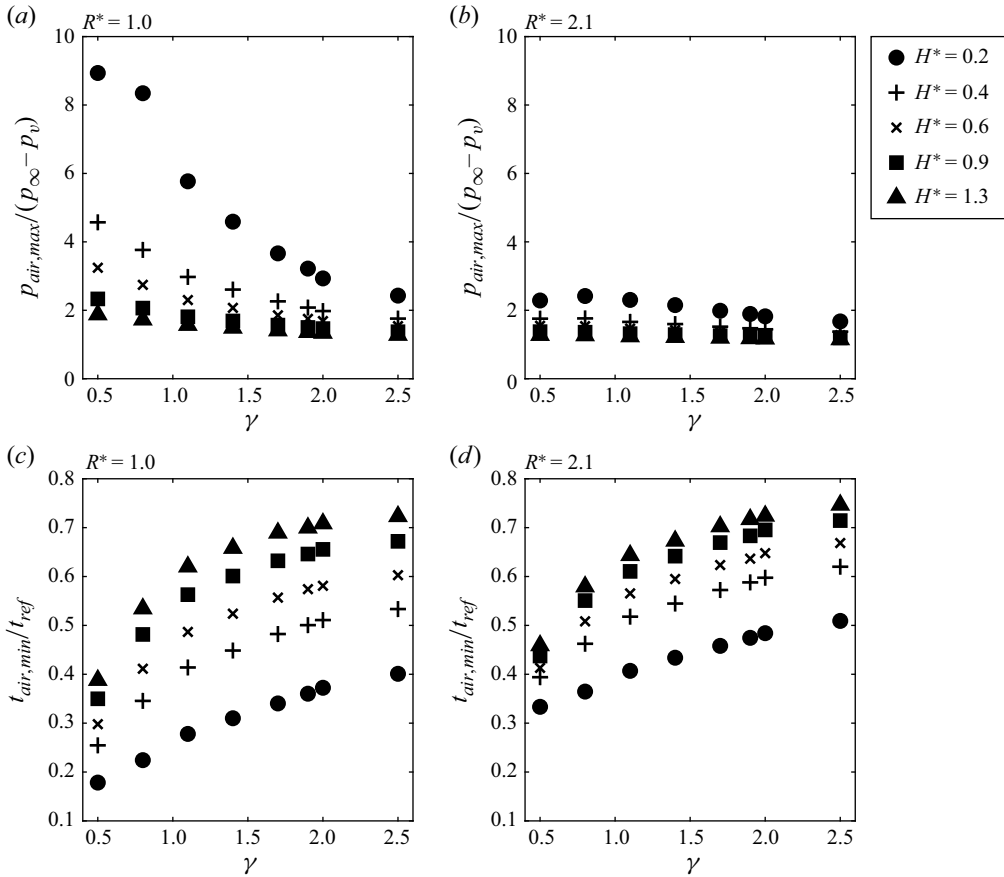 (a)
R* = 1.0
10
8
6
4
2
0
p_air,max/(p_∞ − p_v)
0.5 1.0 1.5 2.0 2.5
γ
(b)
R* = 2.1
10
8
6
4
2
0
p_air,max/(p_∞ − p_v)
0.5 1.0 1.5 2.0 2.5
γ
H* = 0.2
H* = 0.4
H* = 0.6
H* = 0.9
H* = 1.3
(c)
R* = 1.0
0.8
0.7
0.6
0.5
0.4
0.3
0.2
0.1
t_air,min/t_ref
0.5 1.0 1.5 2.0 2.5
γ
(d)
R* = 2.1
0.8
0.7
0.6
0.5
0.4
0.3
0.2
0.1
t_air,min/t_ref
0.5 1.0 1.5 2.0 2.5
γ